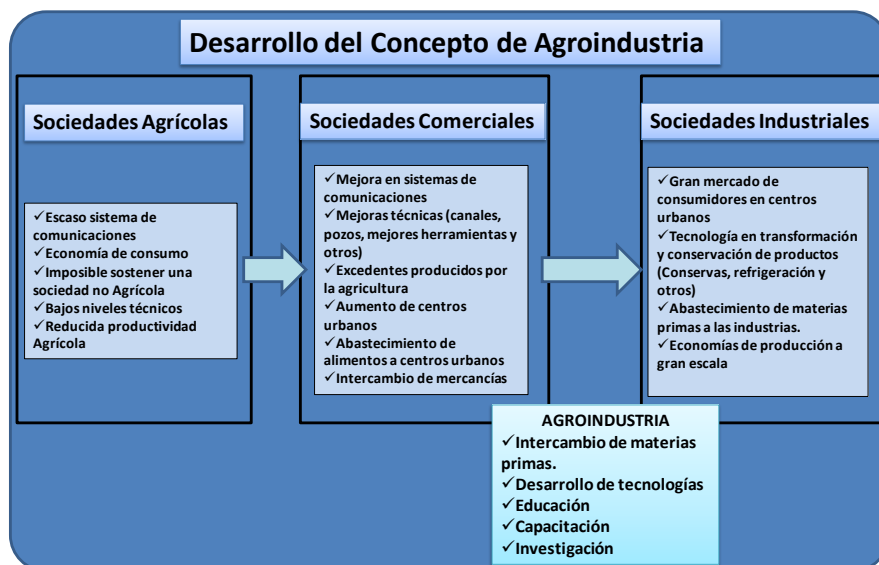 Desarrollo del Concepto de Agroindustria
Sociedades Agrícolas
✓Escaso sistema de
comunicaciones
✓Economía de consumo
✓Imposible sostener una
sociedad no Agrícola
✓Bajos niveles técnicos
✓Reducida productividad
Agrícola
Sociedades Comerciales
✓Mejora en sistemas de
comunicaciones
✓Mejoras técnicas (canales,
pozos, mejores herramientas y
otros)
✓Excedentes producidos por
la agricultura
✓Aumento de centros
urbanos
✓Abastecimiento de
alimentos a centros urbanos
✓Intercambio de mercancías
Sociedades Industriales
✓Gran mercado de
consumidores en centros
urbanos
✓Tecnología en transformación
y conservación de productos
(Conservas, refrigeración y
otros)
✓Abastecimiento de materias
primas a las industrias.
✓Economías de producción a
gran escala
AGROINDUSTRIA
✓Intercambio de materias
primas.
✓Desarrollo de tecnologías
✓Educación
✓Capacitación
✓Investigación